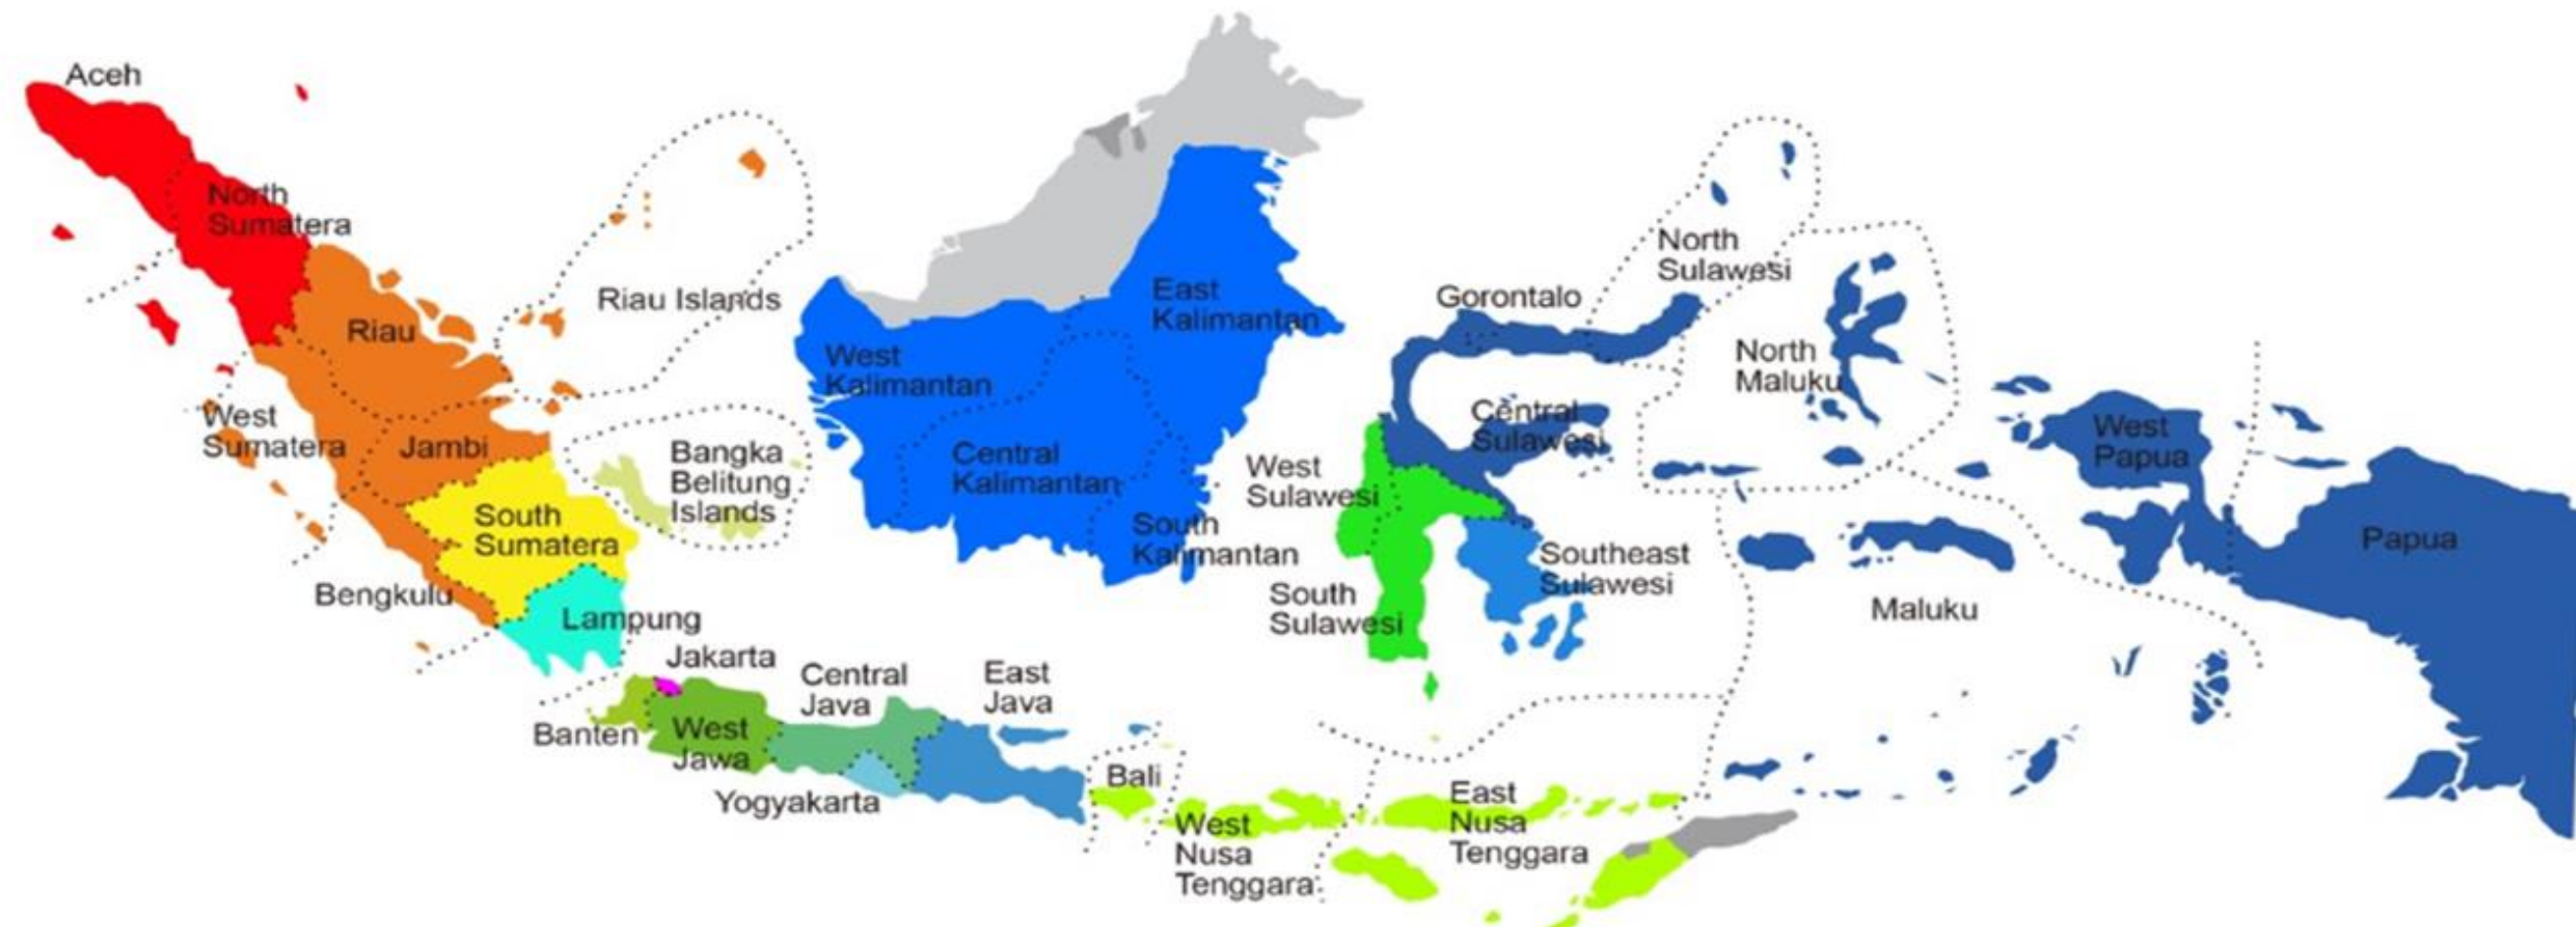 Aceh
North
Sumatera
Riau Islands
Riau
West
Sumatera
Jambi
Bangka
Belitung
Islands
South
Sumatera
Bengkulu
Lampung
Jakarta
Banten
West
Jawa
Central
Java
Yogyakarta
East
Java
Bali
West
Nusa
Tenggara
East
Nusa
Tenggara
West
Kalimantan
East
Kalimantan
Central
Kalimantan
South
Kalimantan
Gorontalo
North
Sulawesi
Central
Sulawesi
West
Sulawesi
South
Sulawesi
Southeast
Sulawesi
North
Maluku
Maluku
West
Papua
Papua